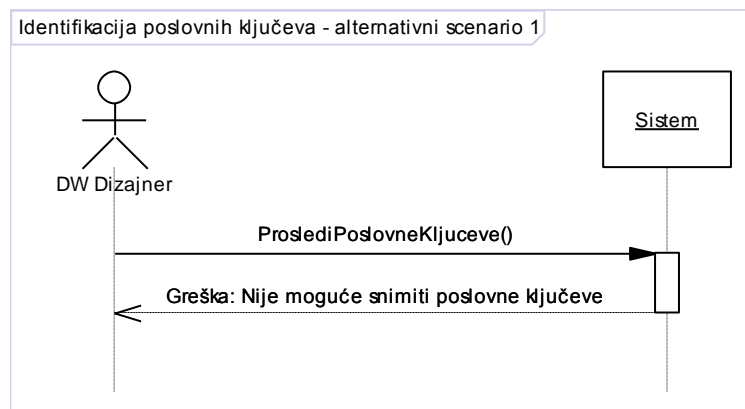 Identifikacija poslovnih ključeva - alternativni scenario 1
Sistem
DW Dizajner
ProslediPoslovneKljuceve()
Greška: Nije moguće snimiti poslovne ključeve